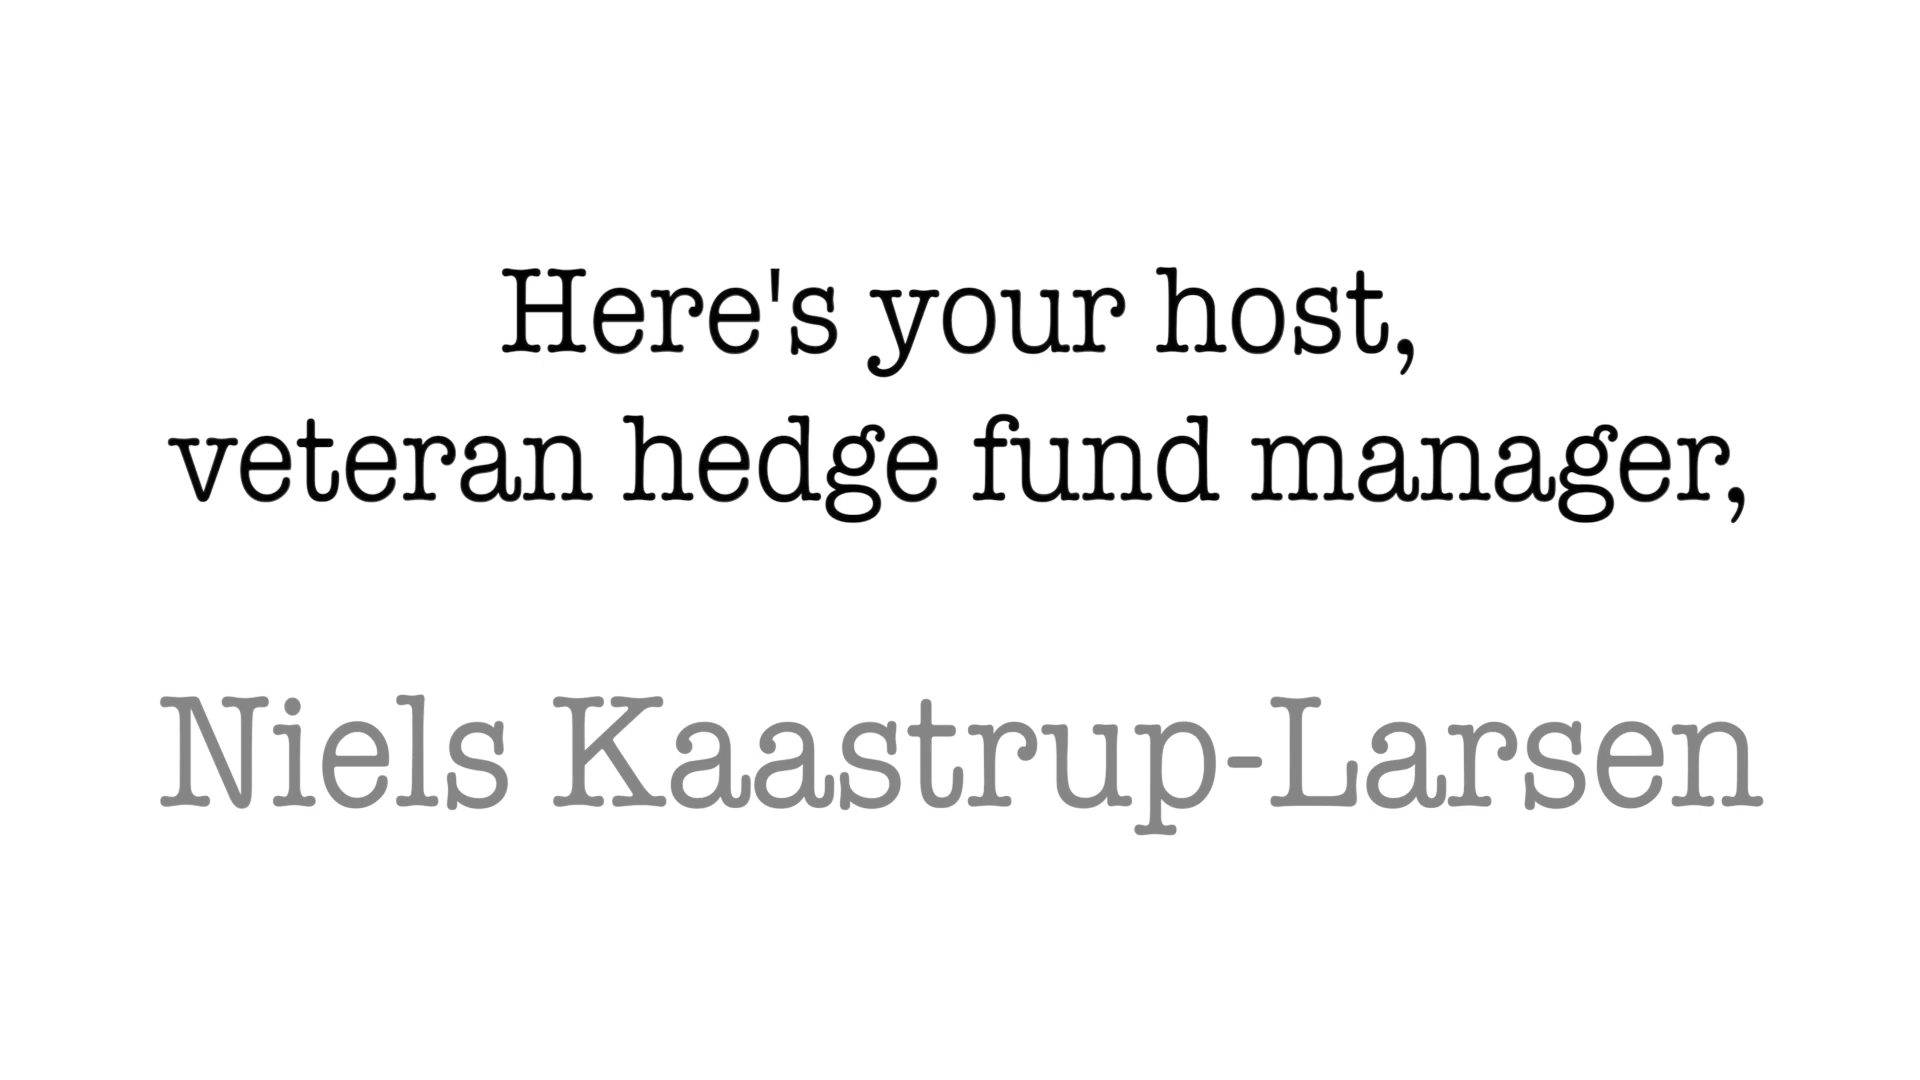 Here's your host,
veteran hedge fund manager,
Niels Kaastrup-Larsen